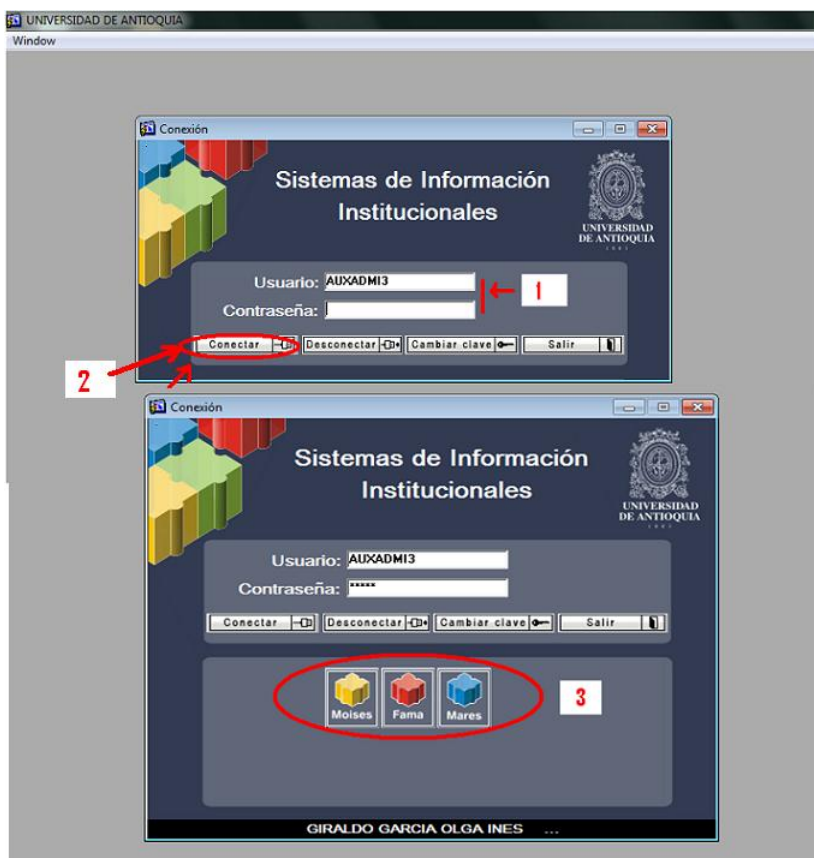 UNIVERSIDAD DE ANTIOQUIA
Window
Conexión
Sistemas de Información
Institucionales
UNIVERSIDAD
DE ANTIOQUIA
1803
Usuario: AUXADMI3
1
Contraseña:
Conectar Desconectar Cambiar clave Salir
2
Conexión
Sistemas de Información
Institucionales
UNIVERSIDAD
DE ANTIOQUIA
1803
Usuario: AUXADMI3
Contraseña: *****
Conectar Desconectar Cambiar clave Salir
Moises Fama Mares
3
GIRALDO GARCIA OLGA INES ...